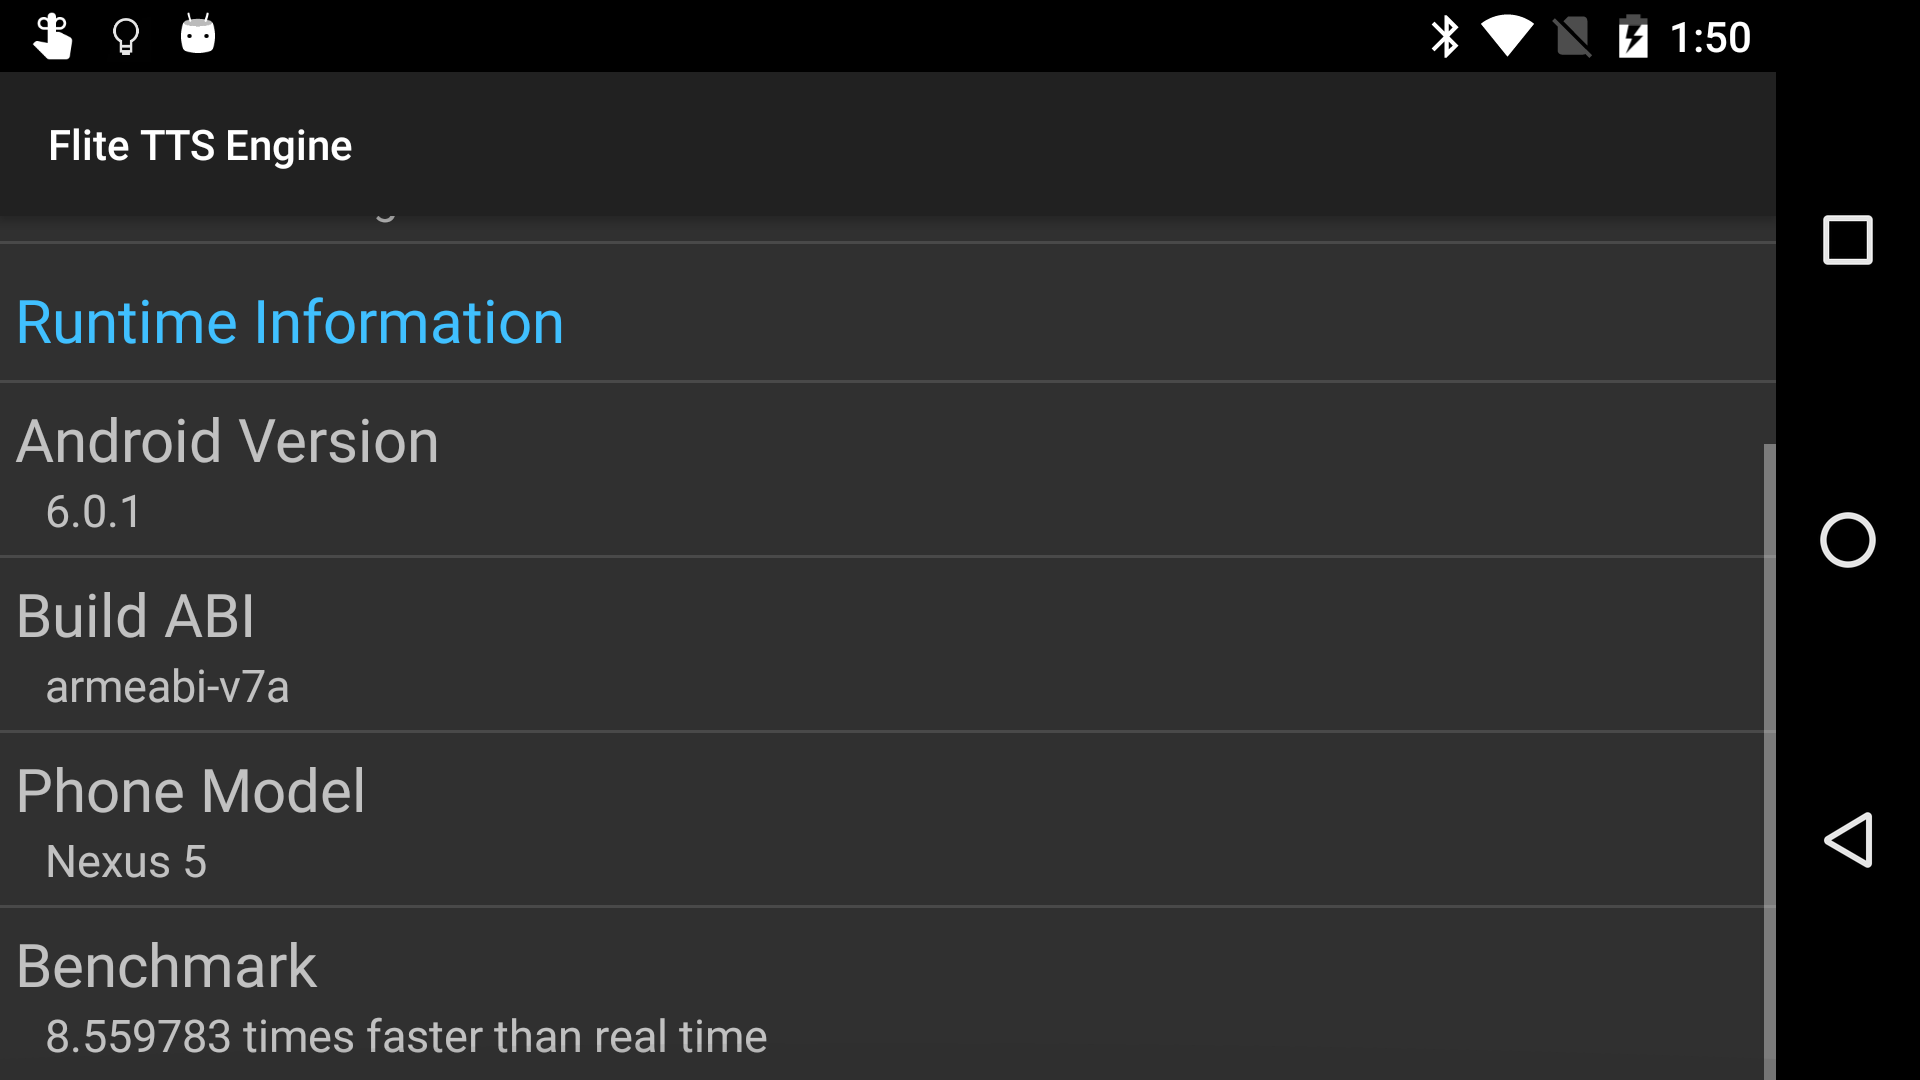 1:50
Flite TTS Engine
Runtime Information
Android Version
6.0.1
Build ABI
armeabi-v7a
Phone Model
Nexus 5
Benchmark
8.559783 times faster than real time